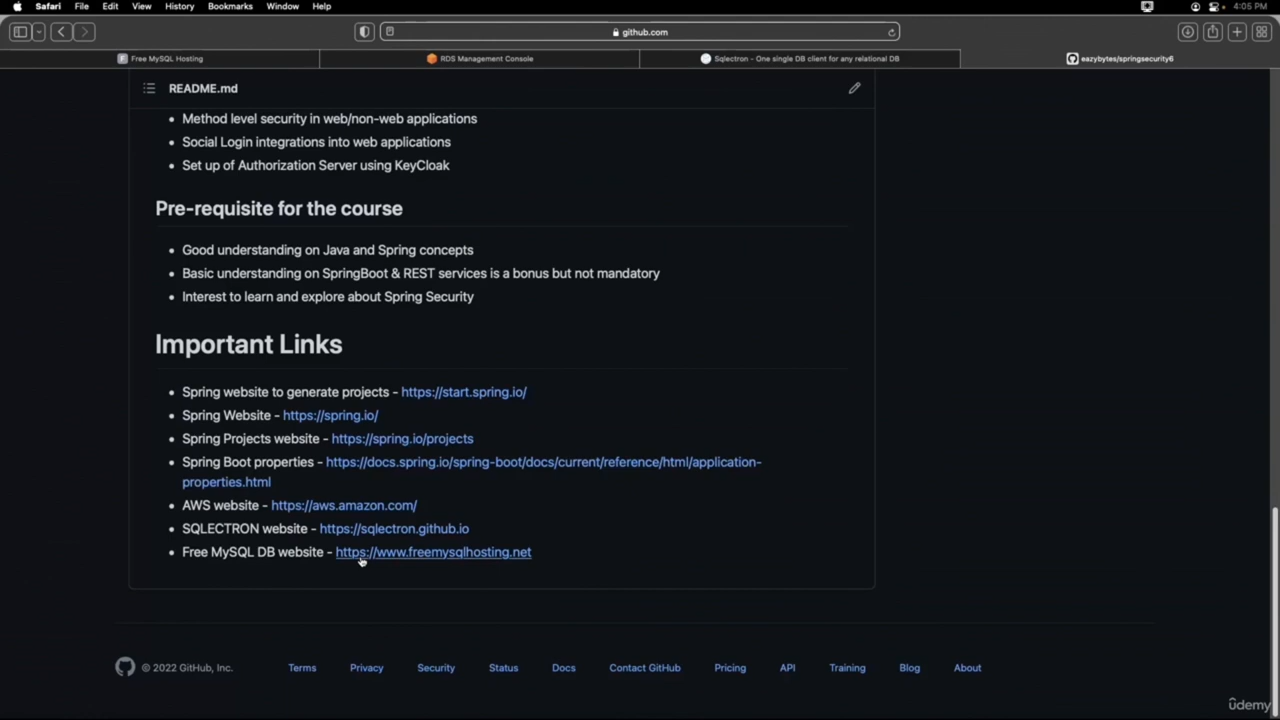 Safari File Edit View History Bookmarks Window Help 4:05 PM
github.com
Free MySQL Hosting RDS Management Console Sqlectron - One single DB client for any relational DB eazybytes/springsecurity6
README.md
• Method level security in web/non-web applications
• Social Login integrations into web applications
• Set up of Authorization Server using KeyCloak
Pre-requisite for the course
• Good understanding on Java and Spring concepts
• Basic understanding on SpringBoot & REST services is a bonus but not mandatory
• Interest to learn and explore about Spring Security
Important Links
• Spring website to generate projects - https://start.spring.io/
• Spring Website - https://spring.io/
• Spring Projects website - https://spring.io/projects
• Spring Boot properties - https://docs.spring.io/spring-boot/docs/current/reference/html/application-
properties.html
• AWS website - https://aws.amazon.com/
• SQLECTRON website - https://sqlectron.github.io
• Free MySQL DB website - https://www.freemysqlhosting.net
© 2022 GitHub, Inc. Terms Privacy Security Status Docs Contact GitHub Pricing API Training Blog About
ûdemy